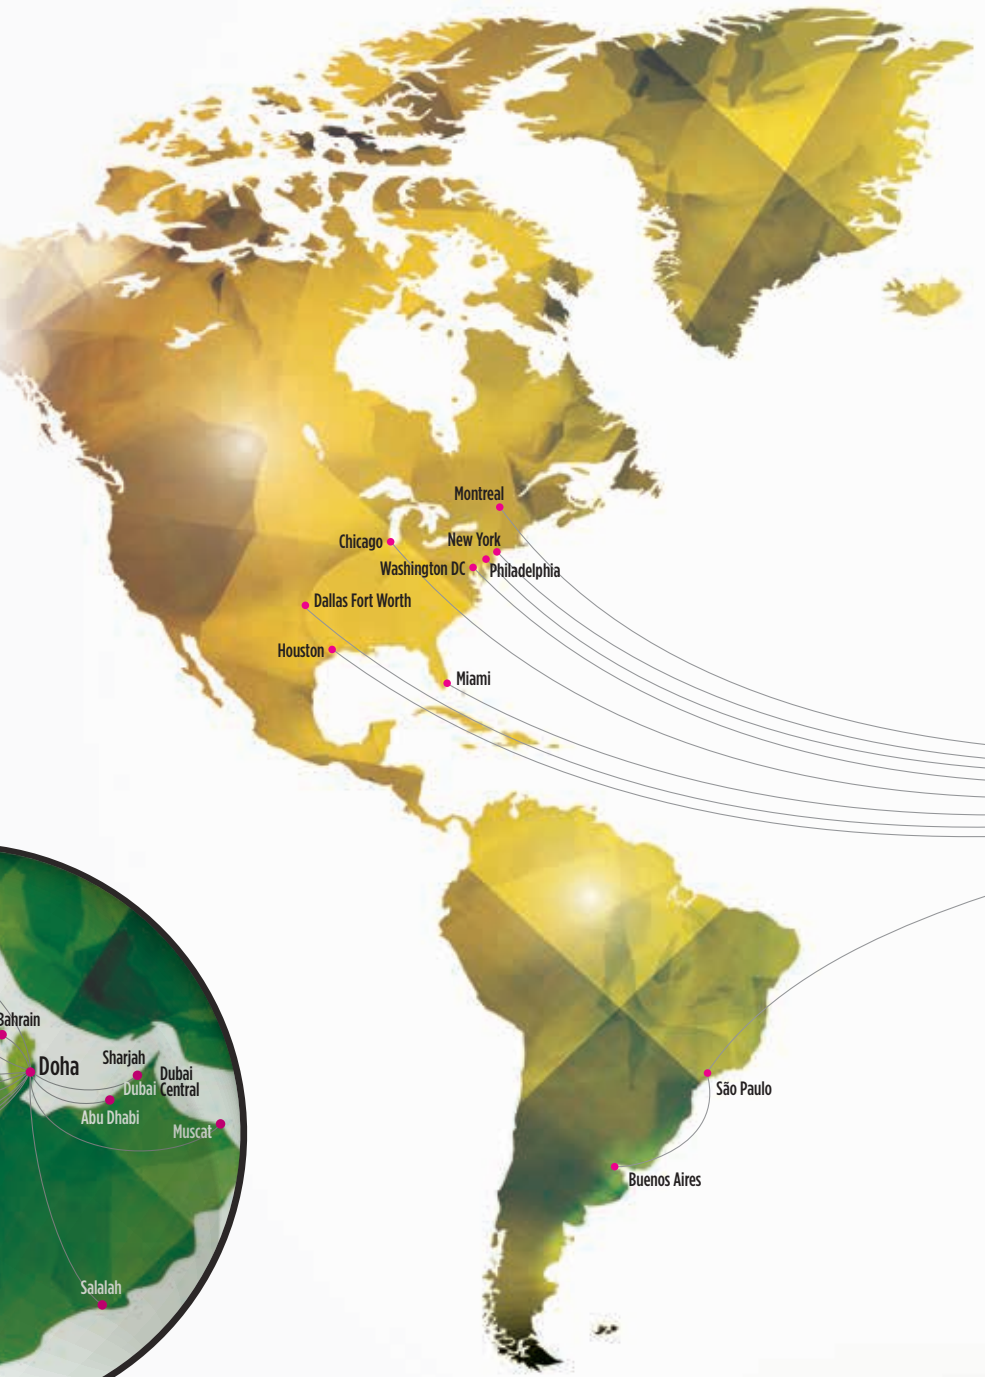 Montreal
Chicago
New York
Washington DC
Philadelphia
Dallas Fort Worth
Houston
Miami
Bahrain
Doha
Sharjah
Dubai
Dubai
Central
Abu Dhabi
Muscat
Salalah
São Paulo
Buenos Aires